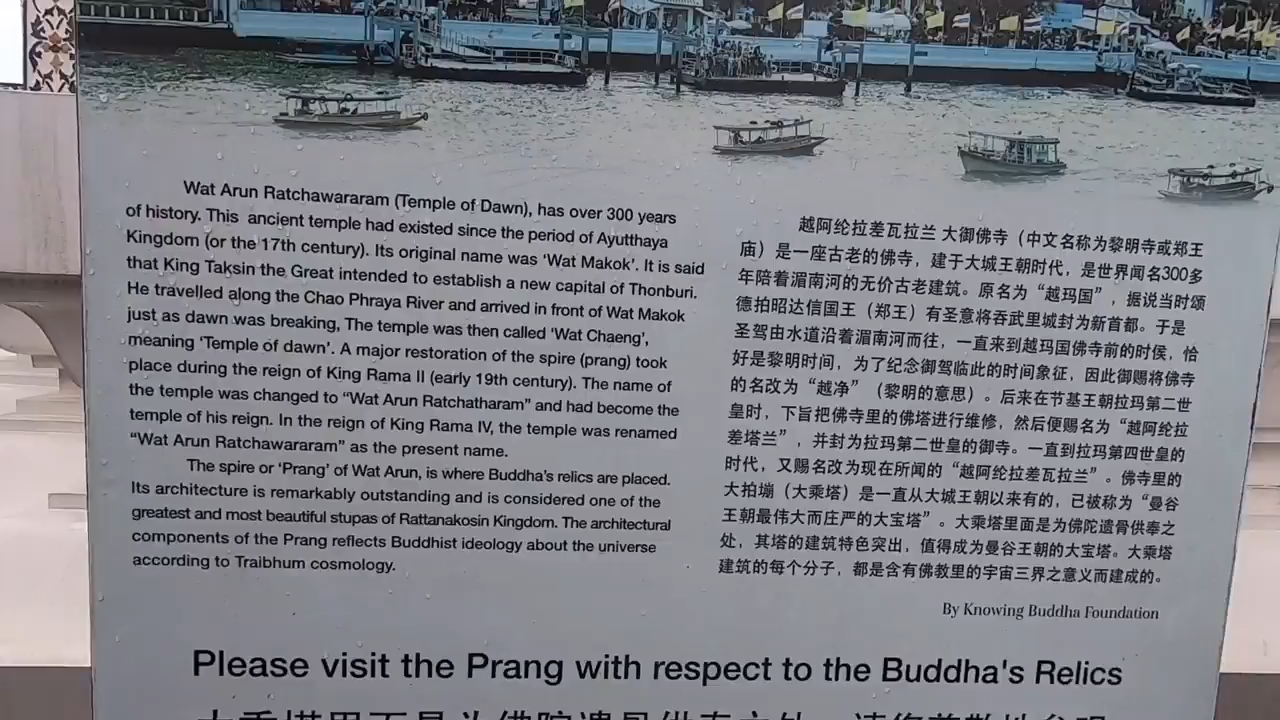 Wat Arun Ratchawararam (Temple of Dawn), has over 300 years
of history. This ancient temple had existed since the period of Ayutthaya
Kingdom (or the 17th century). Its original name was ‘Wat Makok’. It is said
that King Taksin the Great intended to establish a new capital of Thonburi.
He travelled along the Chao Phraya River and arrived in front of Wat Makok
just as dawn was breaking, The temple was then called ‘Wat Chaeng’,
meaning ‘Temple of dawn’. A major restoration of the spire (prang) took
place during the reign of King Rama II (early 19th century). The name of
the temple was changed to “Wat Arun Ratchatharam” and had become the
temple of his reign. In the reign of King Rama IV, the temple was renamed
“Wat Arun Ratchawararam” as the present name.
The spire or ‘Prang’ of Wat Arun, is where Buddha’s relics are placed.
Its architecture is remarkably outstanding and is considered one of the
greatest and most beautiful stupas of Rattanakosin Kingdom. The architectural
components of the Prang reflects Buddhist ideology about the universe
according to Traibhum cosmology.
越阿伦拉差瓦拉兰 大御佛寺（中文名称为黎明寺或郑王
庙）是一座古老的佛寺，建于大城王朝时代，是世界闻名300多
年陪着湄南河的无价古老建筑。原名为“越玛国”，据说当时颂
德拍昭达信国王（郑王）有圣意将吞武里城封为新首都。于是
圣驾由水道沿着湄南河而往，一直来到越玛国佛寺前的时侯，恰
好是黎明时间，为了纪念御驾临此的时间象征，因此御赐将佛寺
的名改为“越净”（黎明的意思）。后来在节基王朝拉玛第二世
皇时，下旨把佛寺里的佛塔进行维修，然后便赐名为“越阿伦拉
差塔兰”，并封为拉玛第二世皇的御寺。一直到拉玛第四世皇的
时代，又赐名改为现在所闻的“越阿伦拉差瓦拉兰”。佛寺里的
大拍塴（大乘塔）是一直从大城王朝以来有的，已被称为“曼谷
王朝最伟大而庄严的大宝塔”。大乘塔里面是为佛陀遗骨供奉之
处，其塔的建筑特色突出，值得成为曼谷王朝的大宝塔。大乘塔
建筑的每个分子，都是含有佛教里的宇宙三界之意义而建成的。
By Knowing Buddha Foundation
Please visit the Prang with respect to the Buddha's Relics